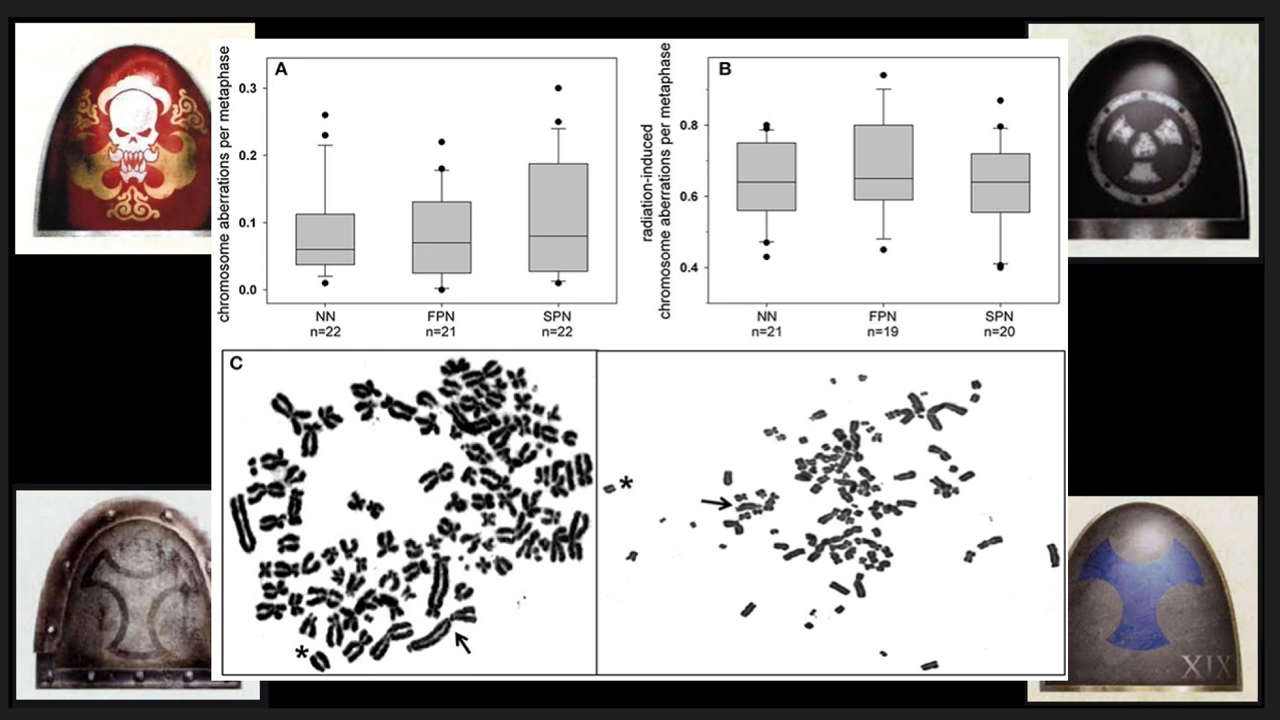 A
chromosome aberrations per metaphase
0.3
0.2
0.1
0.0
NN
FPN
SPN
n=22
n=21
n=22
B
radiation-induced
chromosome aberrations per metaphase
0.8
0.6
0.4
NN
FPN
SPN
n=21
n=19
n=20
C
*
*
XIX